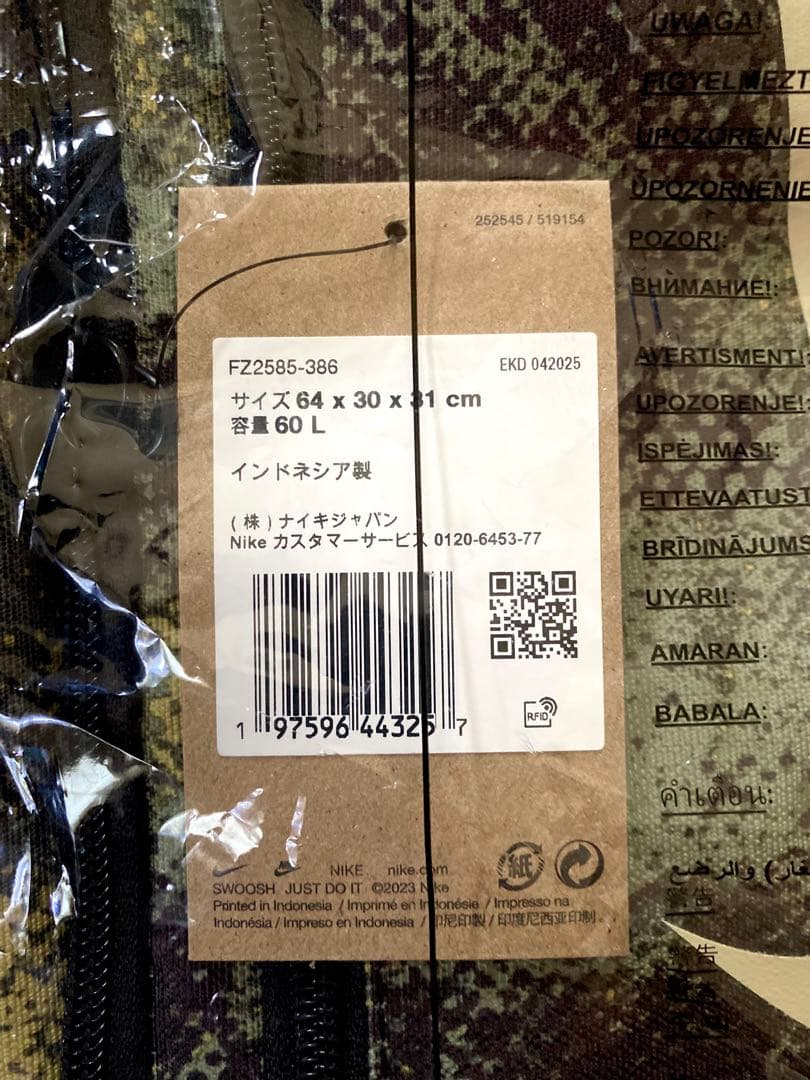 252545 / 519154
FZ2585-386
EKD 042025
サイズ 64 x 30 x 31 cm
容量 60 L
インドネシア製
(株)ナイキジャパン
Nike カスタマーサービス 0120-6453-77
1 97596 44325 7
RFID
紙
NIKE nike.com
SWOOSH JUST DO IT ©2023 Nike
Printed in Indonesia / Imprimé en Indonésie / Impresso na
Indonésia / Impreso en Indonesia / 印尼印製 / 印度尼西亚印制
UWAGA!
FIGYELMEZT
UPOZORENJE
UPOZORNENIE
POZOR!:
ВНИМАНИЕ!:
AVERTISMENT!:
UPOZORENJE!:
ĮSPĖJIMAS!:
ETTEVAATUST
BRĪDINĀJUMS
UYARI!:
AMARAN:
BABALA:
คำเตือน:
والرضع
警告
警告